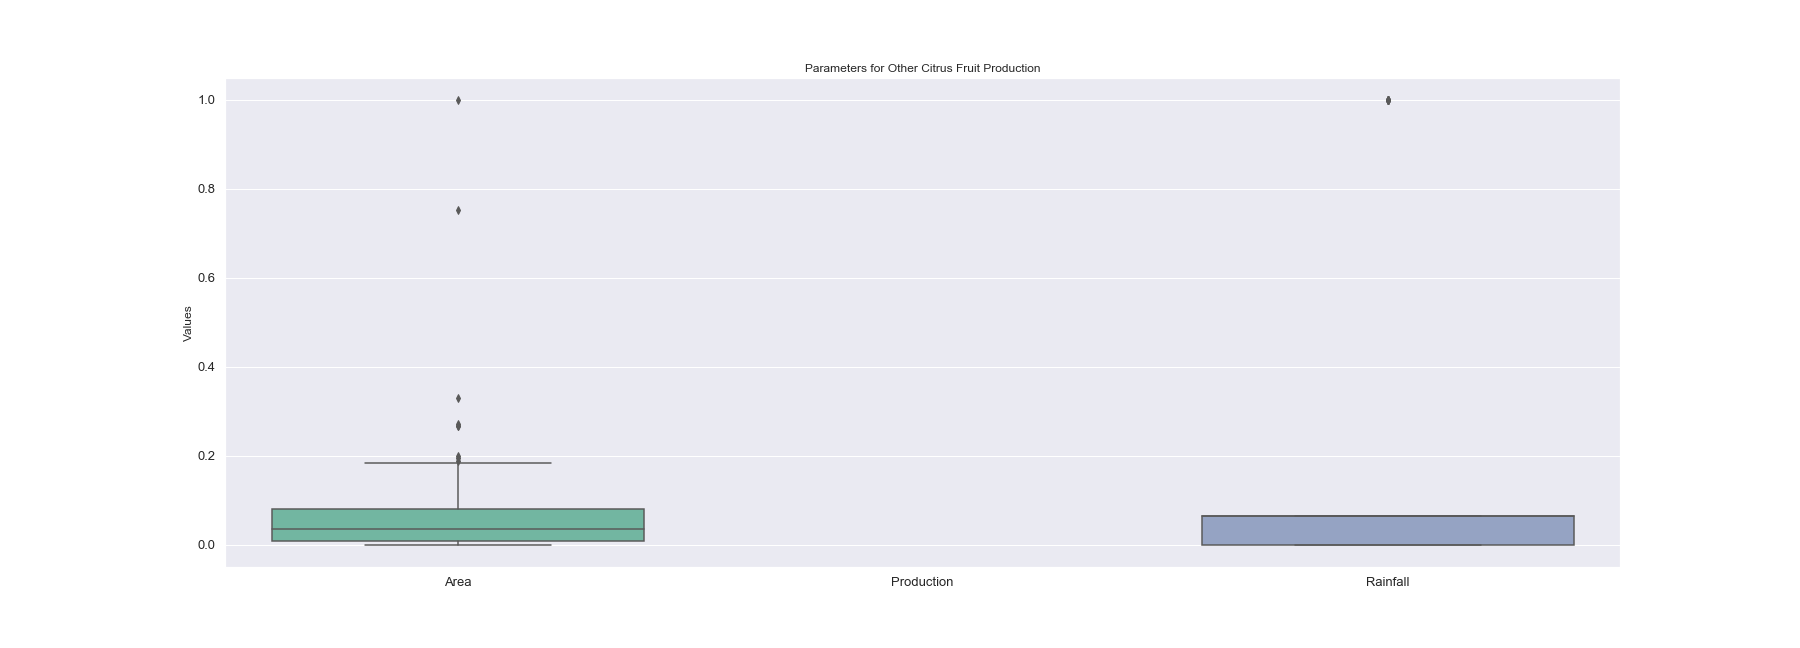 Parameters for Other Citrus Fruit Production
1.0
0.8
0.6
0.4
0.2
0.0
Values
Area
Production
Rainfall